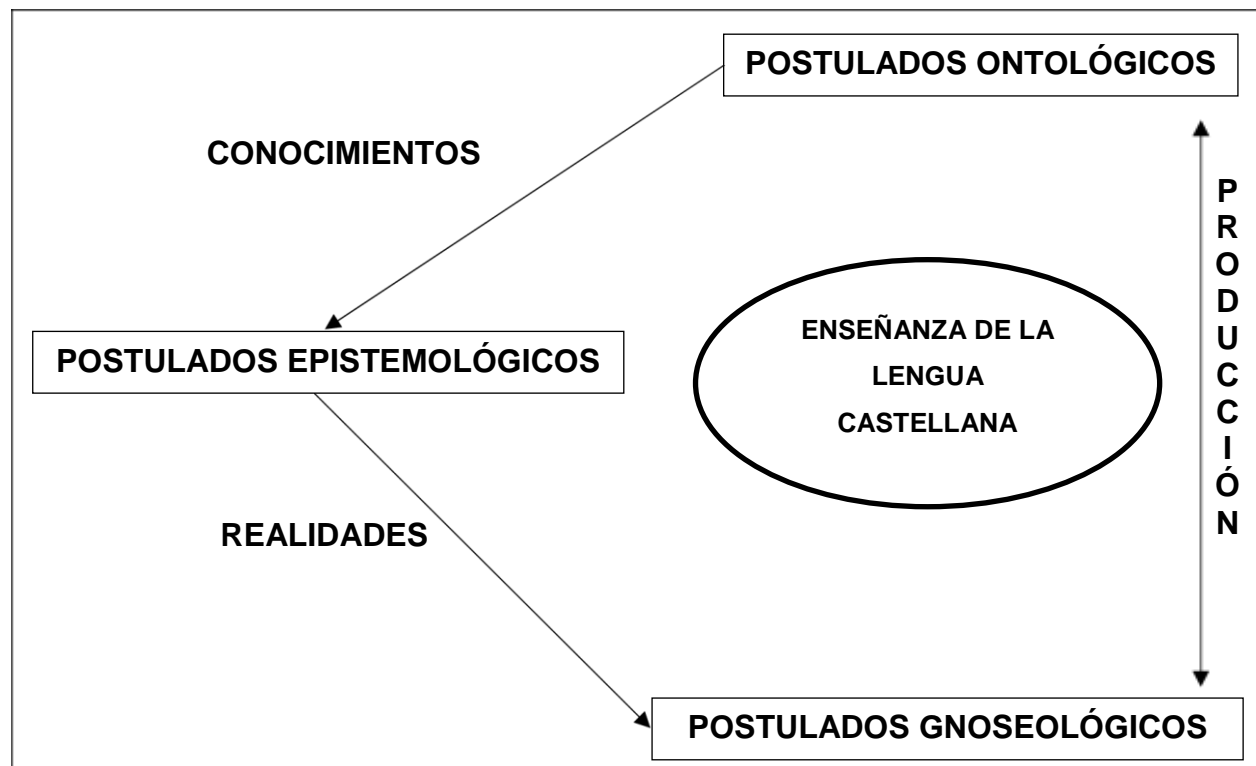 POSTULADOS ONTOLÓGICOS
CONOCIMIENTOS
PRODUCCIÓN
ENSEÑANZA DE LA
LENGUA
CASTELLANA
POSTULADOS EPISTEMOLÓGICOS
REALIDADES
POSTULADOS GNOSEOLÓGICOS